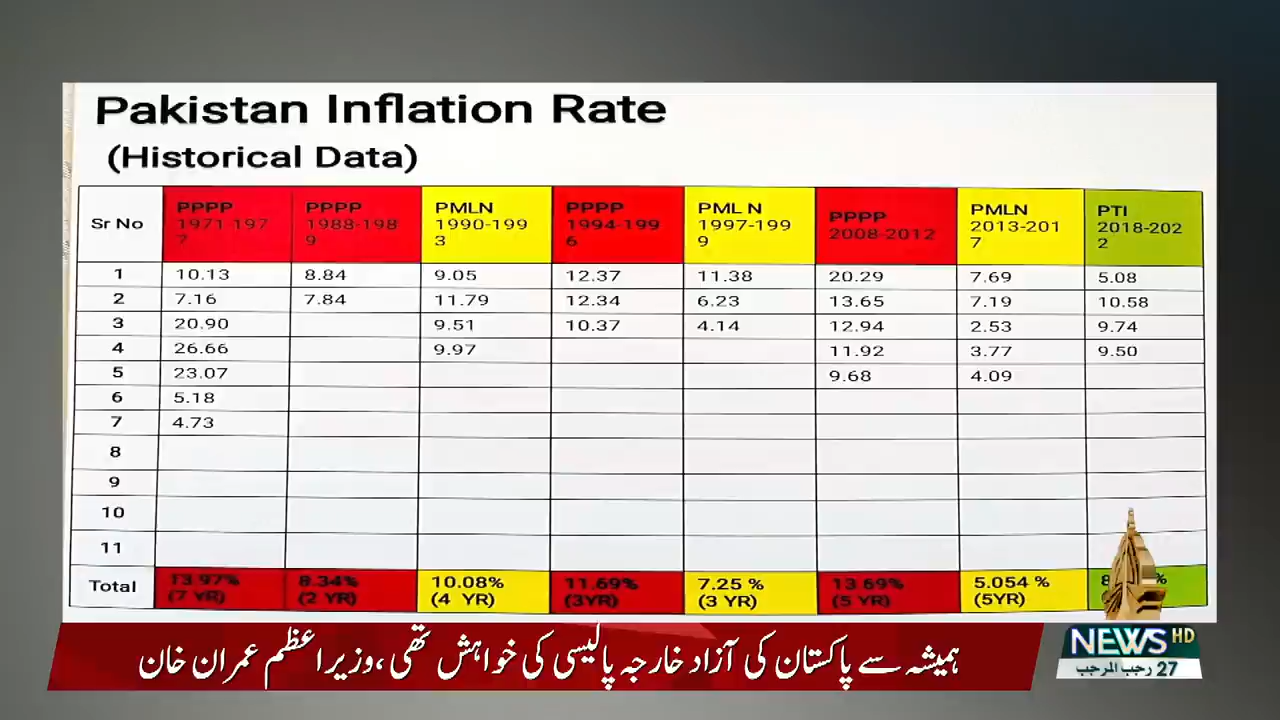 Pakistan Inflation Rate
(Historical Data)
Sr No PPPP 1971-1977 PPPP 1988-1989 PMLN 1990-1993 PPPP 1994-1996 PML N 1997-1999 PPPP 2008-2012 PMLN 2013-2017 PTI 2018-2022
1 10.13 8.84 9.05 12.37 11.38 20.29 7.69 5.08
2 7.16 7.84 11.79 12.34 6.23 13.65 7.19 10.58
3 20.90 9.51 10.37 4.14 12.94 2.53 9.74
4 26.66 9.97 11.92 3.77 9.50
5 23.07 9.68 4.09
6 5.18
7 4.73
8
9
10
11
Total 13.97% (7 YR) 8.34% (2 YR) 10.08% (4 YR) 11.69% (3YR) 7.25 % (3 YR) 13.69% (5 YR) 5.054 % (5YR)
ہمیشہ سے پاکستان کی آزاد خارجہ پالیسی کی خواہش تھی ،وزیراعظم عمران خان
NEWS HD
27 رجب المرجب